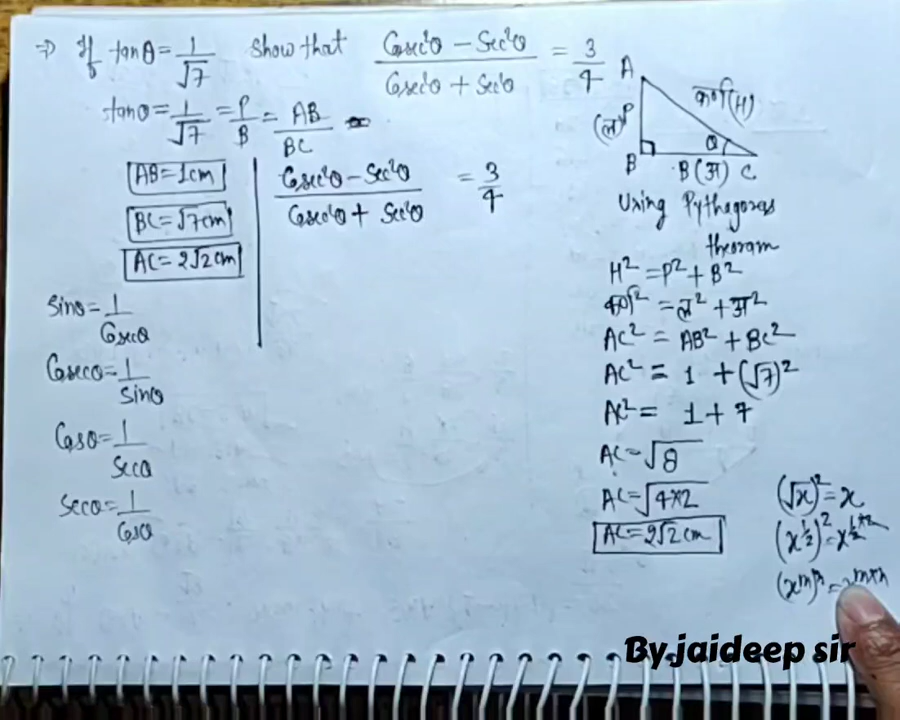 ⇒ If tanθ = 1/√7 Show that (Cosec²θ − Sec²θ)/(Cosec²θ + Sec²θ) = 3/4
tanθ = 1/√7 = P/B = AB/BC
AB = 1cm
BC = √7cm
AC = 2√2cm
(Cosec²θ − Sec²θ)/(Cosec²θ + Sec²θ) = 3/4
Sinθ = 1/Cosecθ
Cosecθ = 1/Sinθ
Cosθ = 1/Secθ
Secθ = 1/Cosθ
A
कर्ण(H)
(ल)P
θ
B B(अ) C
Using Pythagoress
theoram
H² = P² + B²
कर्ण² = ल² + अ²
AC² = AB² + BC²
AC² = 1 + (√7)²
AC² = 1 + 7
AC = √8
AC = √4×2
AC = 2√2cm
(√x)² = x
(x^½)² = x^½×2
(x^m)^n = x^m×n
By.jaideep sir